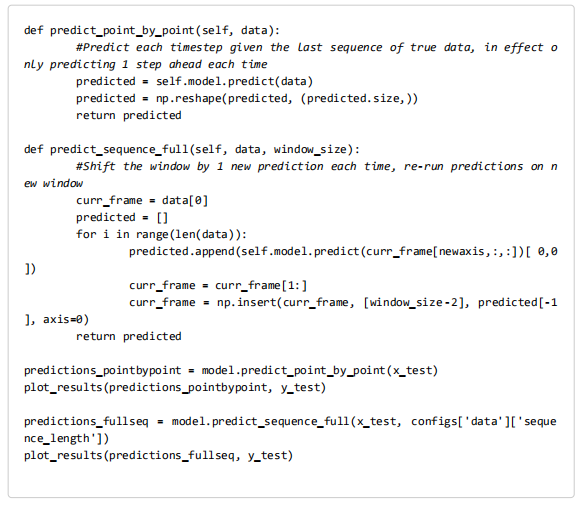 def predict_point_by_point(self, data):
        #Predict each timestep given the last sequence of true data, in effect o
nly predicting 1 step ahead each time
        predicted = self.model.predict(data)
        predicted = np.reshape(predicted, (predicted.size,))
        return predicted

def predict_sequence_full(self, data, window_size):
        #Shift the window by 1 new prediction each time, re-run predictions on n
ew window
        curr_frame = data[0]
        predicted = []
        for i in range(len(data)):
                predicted.append(self.model.predict(curr_frame[newaxis,:,:])[ 0,0
])
                curr_frame = curr_frame[1:]
                curr_frame = np.insert(curr_frame, [window_size-2], predicted[-1
], axis=0)
        return predicted

predictions_pointbypoint = model.predict_point_by_point(x_test)
plot_results(predictions_pointbypoint, y_test)

predictions_fullseq = model.predict_sequence_full(x_test, configs['data']['seque
nce_length'])
plot_results(predictions_fullseq, y_test)